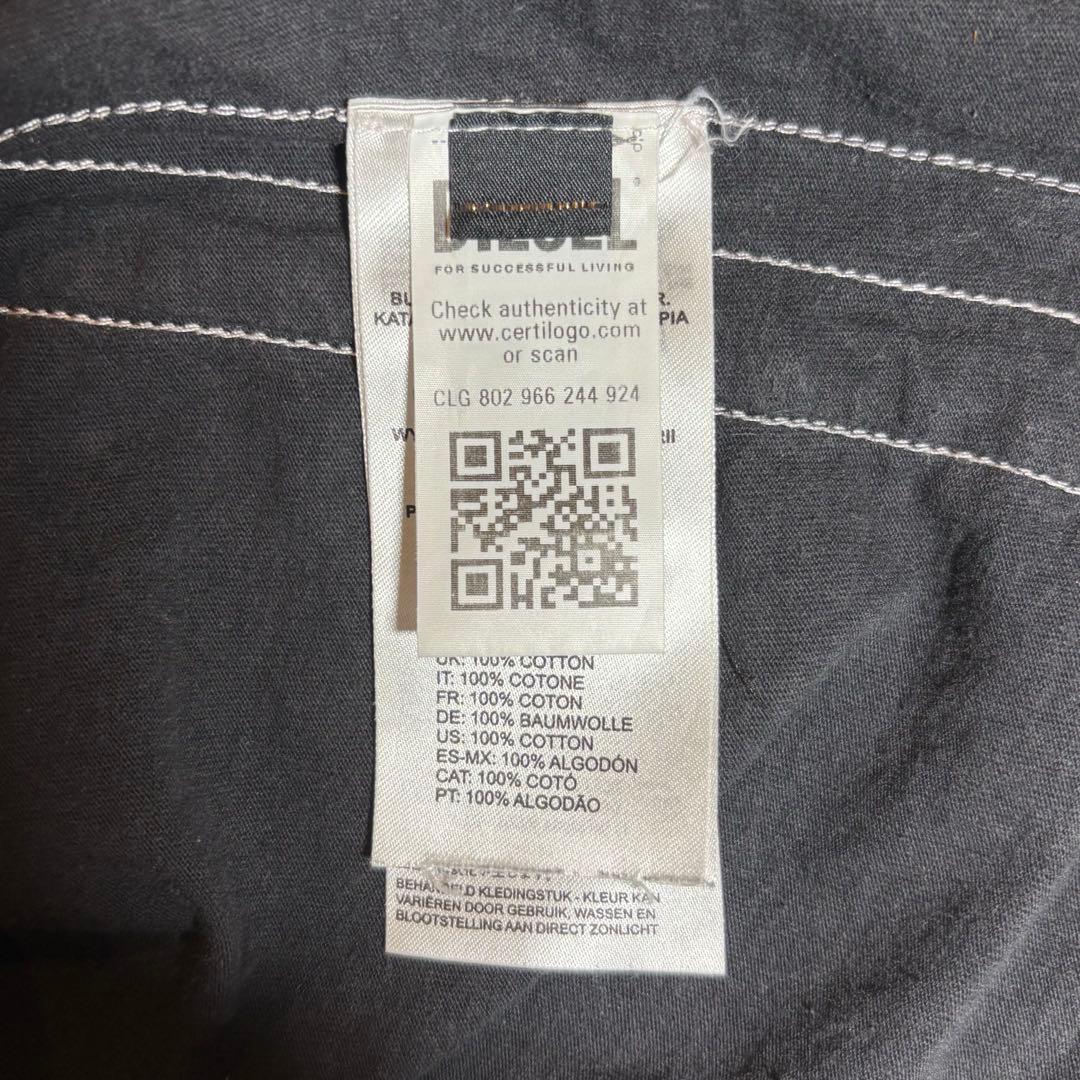 DIESEL
FOR SUCCESSFUL LIVING
Check authenticity at
www.certilogo.com
or scan
CLG 802 966 244 924
UK: 100% COTTON
IT: 100% COTONE
FR: 100% COTON
DE: 100% BAUMWOLLE
US: 100% COTTON
ES-MX: 100% ALGODÓN
CAT: 100% COTÓ
PT: 100% ALGODÃO
KLEDINGSTUK - KLEUR KAN
VARIËREN DOOR GEBRUIK, WASSEN EN
BLOOTSTELLING AAN DIRECT ZONLICHT